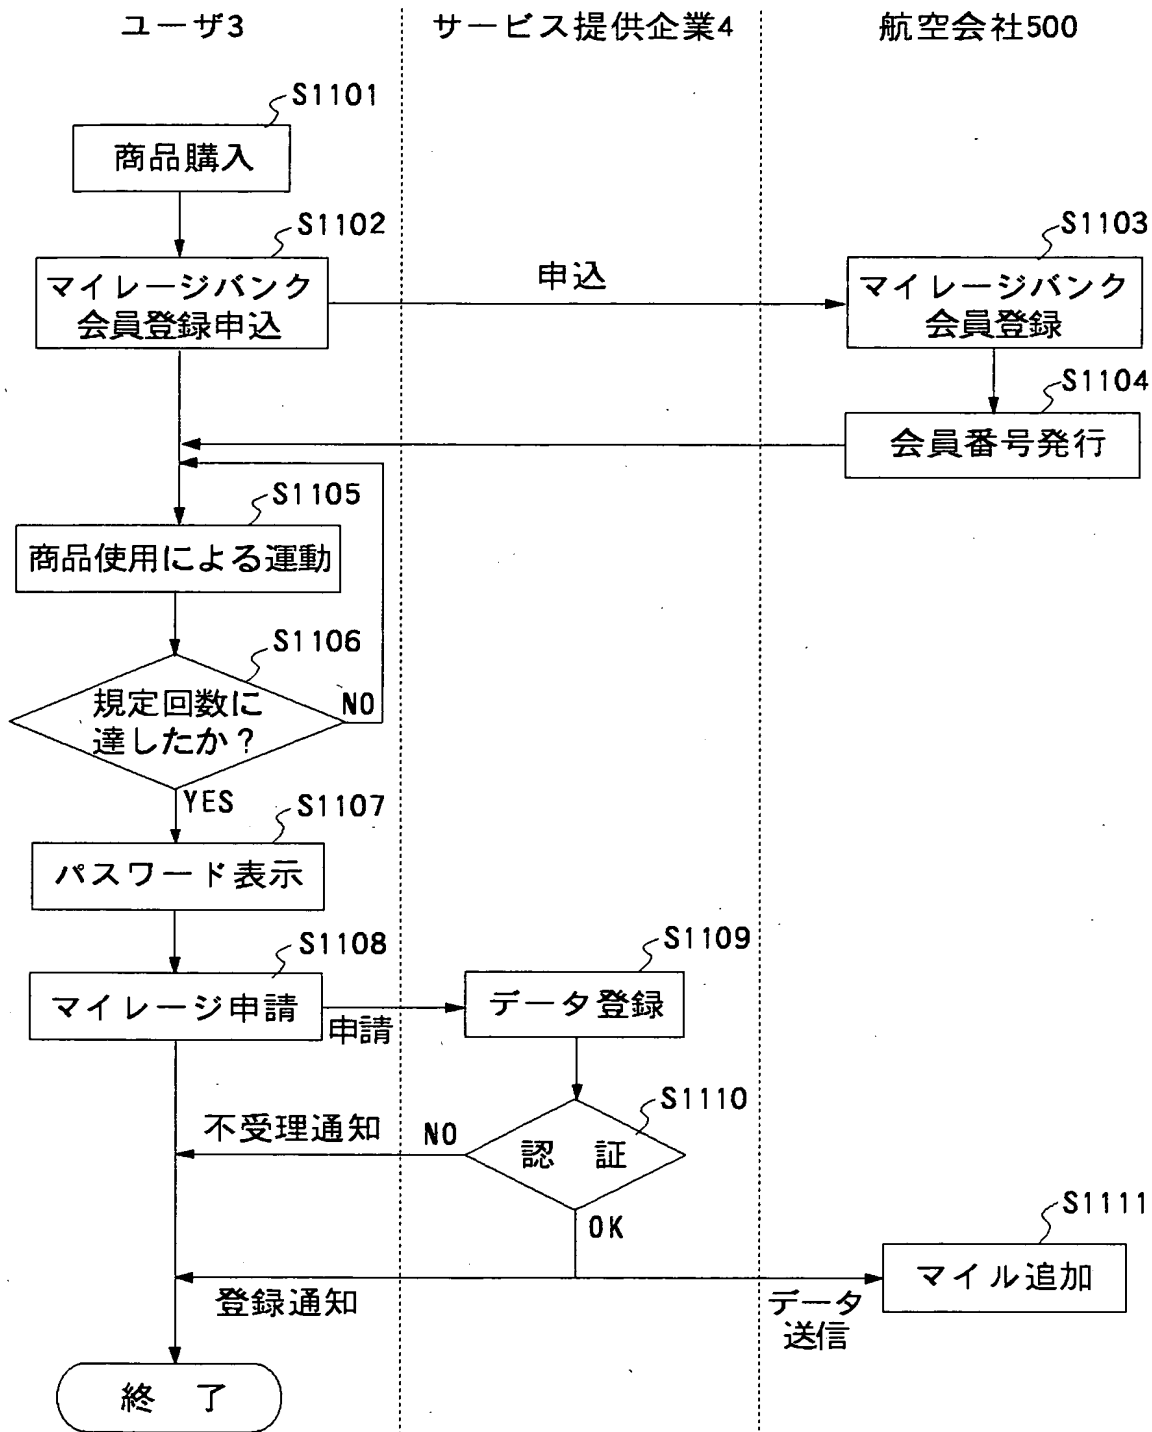 ユーザ3
サービス提供企業4
航空会社500
S1101
商品購入
S1102
マイレージバンク
会員登録申込
申込
S1103
マイレージバンク
会員登録
S1104
会員番号発行
S1105
商品使用による運動
S1106
規定回数に
達したか?
NO
YES
S1107
パスワード表示
S1108
マイレージ申請
申請
S1109
データ登録
S1110
認 証
NO
不受理通知
OK
S1111
マイル追加
登録通知
データ
送信
終 了